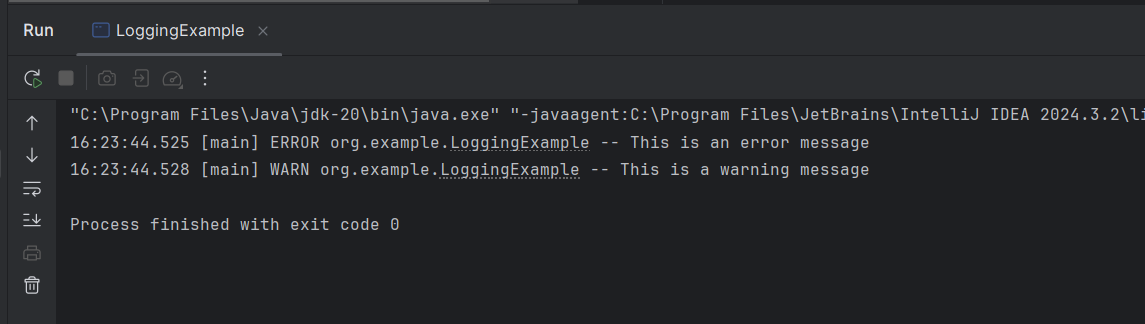 Run LoggingExample
"C:\Program Files\Java\jdk-20\bin\java.exe" "-javaagent:C:\Program Files\JetBrains\IntelliJ IDEA 2024.3.2\li
16:23:44.525 [main] ERROR org.example.LoggingExample -- This is an error message
16:23:44.528 [main] WARN org.example.LoggingExample -- This is a warning message
Process finished with exit code 0